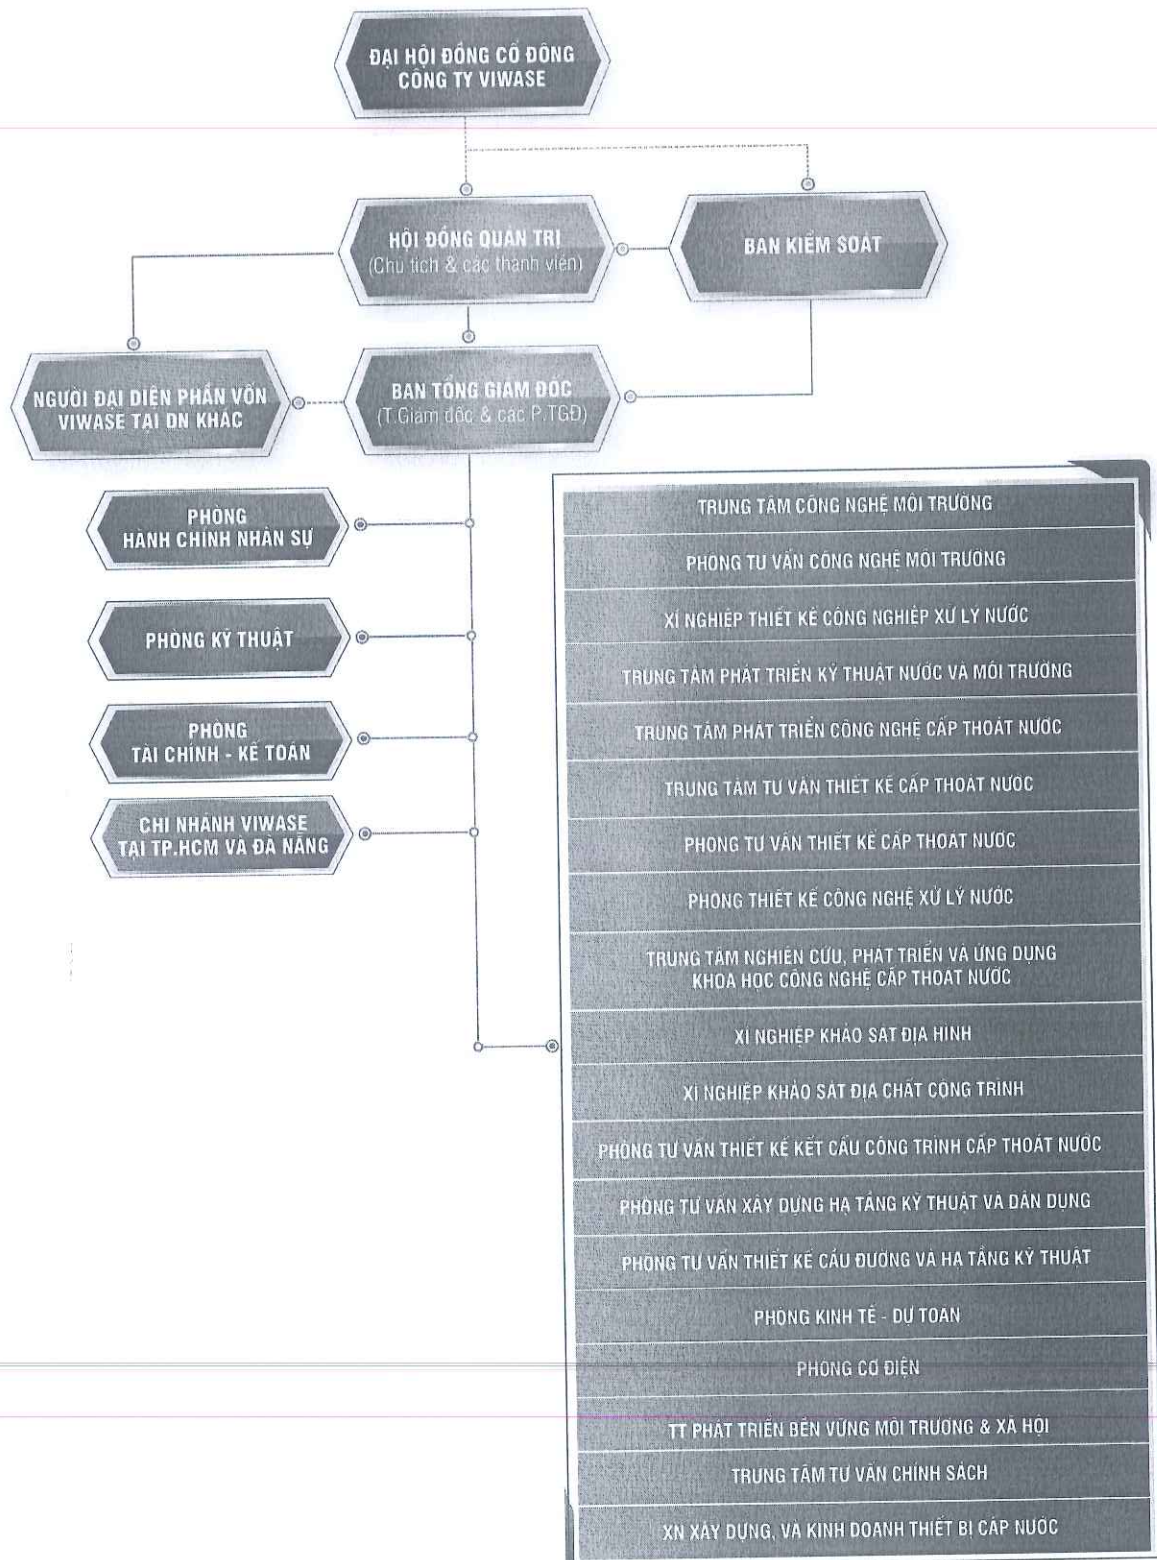 ĐẠI HỘI ĐỒNG CỔ ĐÔNG
CÔNG TY VIWASE
HỘI ĐỒNG QUẢN TRỊ
(Chủ tịch & các thành viên)
BAN KIỂM SOÁT
NGƯỜI ĐẠI DIỆN PHẦN VỐN
VIWASE TẠI DN KHÁC
BAN TỔNG GIÁM ĐỐC
(T.Giám đốc & các P.TGĐ)
PHÒNG
HÀNH CHÍNH NHÂN SỰ
PHÒNG KỸ THUẬT
PHÒNG
TÀI CHÍNH - KẾ TOÁN
CHI NHÁNH VIWASE
TẠI TP.HCM VÀ ĐÀ NẴNG
TRUNG TÂM CÔNG NGHỆ MÔI TRƯỜNG
PHÒNG TƯ VẤN CÔNG NGHỆ MÔI TRƯỜNG
XÍ NGHIỆP THIẾT KẾ CÔNG NGHIỆP XỬ LÝ NƯỚC
TRUNG TÂM PHÁT TRIỂN KỸ THUẬT NƯỚC VÀ MÔI TRƯỜNG
TRUNG TÂM PHÁT TRIỂN CÔNG NGHỆ CẤP THOÁT NƯỚC
TRUNG TÂM TƯ VẤN THIẾT KẾ CẤP THOÁT NƯỚC
PHÒNG TƯ VẤN THIẾT KẾ CẤP THOÁT NƯỚC
PHÒNG THIẾT KẾ CÔNG NGHỆ XỬ LÝ NƯỚC
TRUNG TÂM NGHIÊN CỨU, PHÁT TRIỂN VÀ ỨNG DỤNG
KHOA HỌC CÔNG NGHỆ CẤP THOÁT NƯỚC
XÍ NGHIỆP KHẢO SÁT ĐỊA HÌNH
XÍ NGHIỆP KHẢO SÁT ĐỊA CHẤT CÔNG TRÌNH
PHÒNG TƯ VẤN THIẾT KẾ KẾT CẤU CÔNG TRÌNH CẤP THOÁT NƯỚC
PHÒNG TƯ VẤN XÂY DỰNG HẠ TẦNG KỸ THUẬT VÀ DÂN DỤNG
PHÒNG TƯ VẤN THIẾT KẾ CẦU ĐƯỜNG VÀ HẠ TẦNG KỸ THUẬT
PHÒNG KINH TẾ - DỰ TOÁN
PHÒNG CƠ ĐIỆN
TT PHÁT TRIỂN BỀN VỮNG MÔI TRƯỜNG & XÃ HỘI
TRUNG TÂM TƯ VẤN CHÍNH SÁCH
XN XÂY DỰNG, VÀ KINH DOANH THIẾT BỊ CẤP NƯỚC